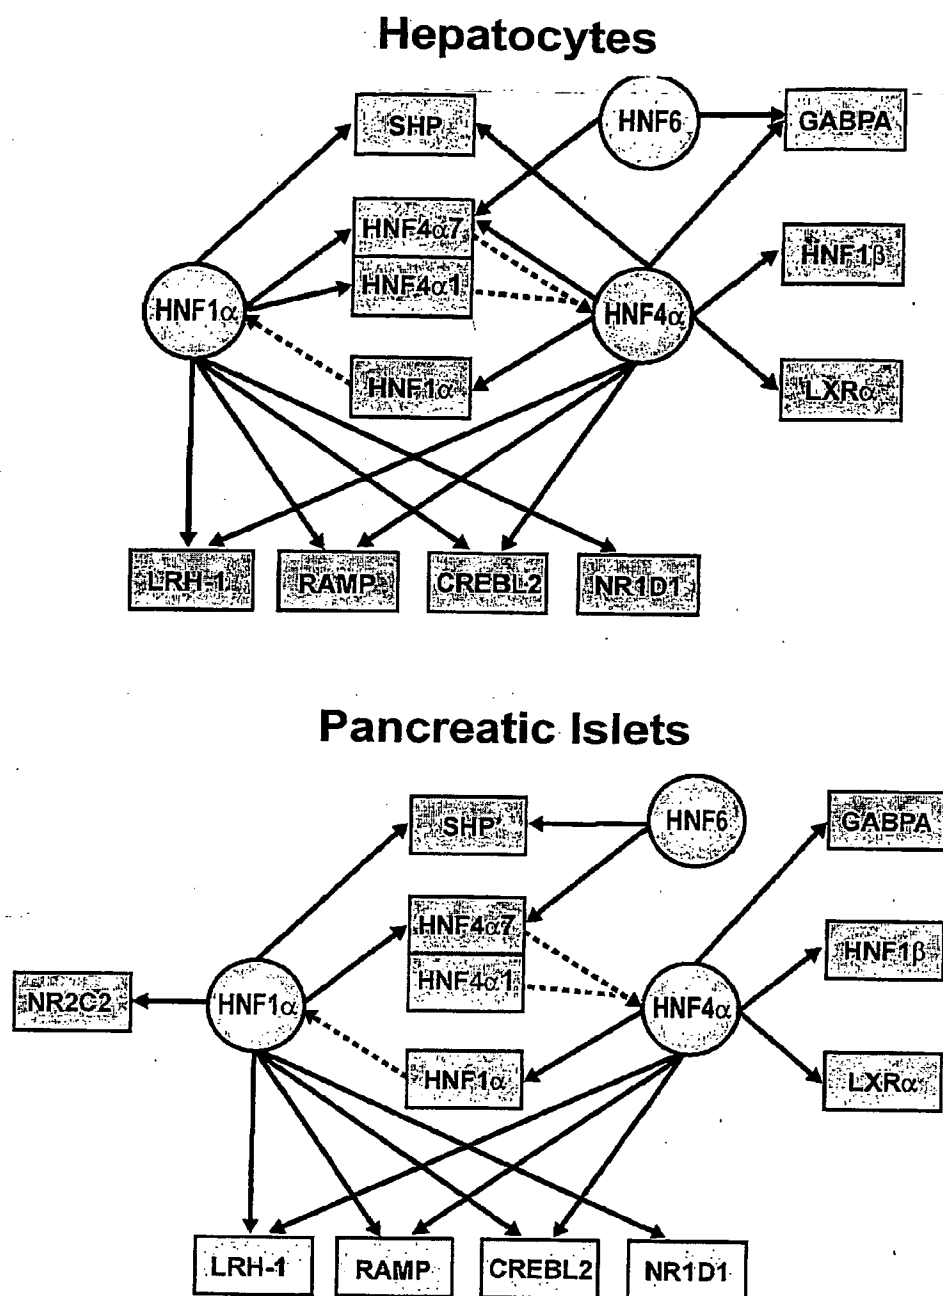 Hepatocytes
SHP
HNF6
GABPA
HNF4α7
HNF1β
HNF4α1
HNF1α
HNF4α
HNF1α
LXRα
LRH-1
RAMP
CREBL2
NR1D1
Pancreatic Islets
SHP
HNF6
GABPA
HNF4α7
HNF1β
HNF4α1
NR2C2
HNF1α
HNF4α
HNF1α
LXRα
LRH-1
RAMP
CREBL2
NR1D1